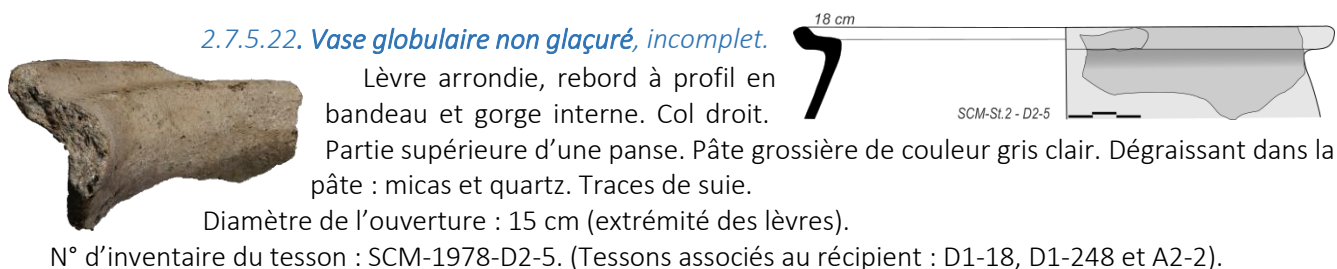 2.7.5.22. Vase globulaire non glaçuré, incomplet.
18 cm
SCM-St.2 - D2-5
Lèvre arrondie, rebord à profil en
bandeau et gorge interne. Col droit.
Partie supérieure d’une panse. Pâte grossière de couleur gris clair. Dégraissant dans la
pâte : micas et quartz. Traces de suie.
Diamètre de l’ouverture : 15 cm (extrémité des lèvres).
N° d’inventaire du tesson : SCM-1978-D2-5. (Tessons associés au récipient : D1-18, D1-248 et A2-2).